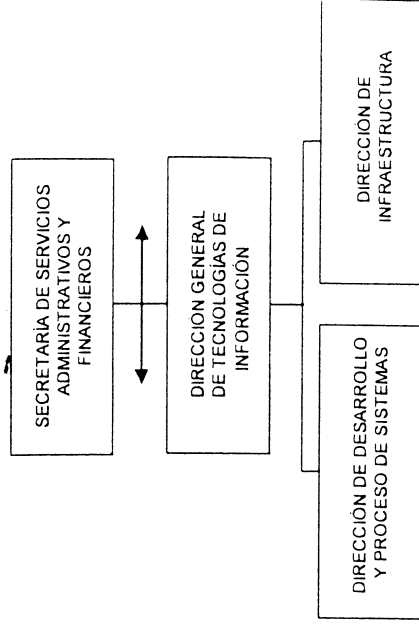 SECRETARÍA DE SERVICIOS
ADMINISTRATIVOS Y
FINANCIEROS
DIRECCION GENERAL
DE TECNOLOGÍAS DE
INFORMACIÓN
DIRECCIÓN DE DESARROLLO
Y PROCESO DE SISTEMAS
DIRECCIÓN DE
INFRAESTRUCTURA